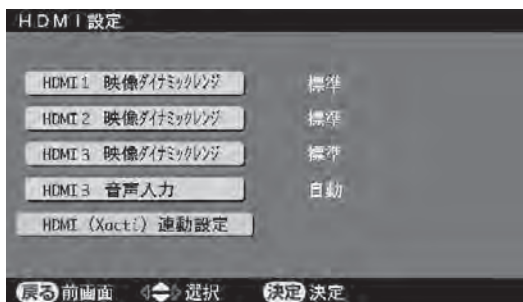 HDMI設定
HDMI1 映像ダイナミックレンジ 標準
HDMI2 映像ダイナミックレンジ 標準
HDMI3 映像ダイナミックレンジ 標準
HDMI3 音声入力 自動
HDMI (Xacti) 連動設定
戻る 前画面 選択 決定 決定